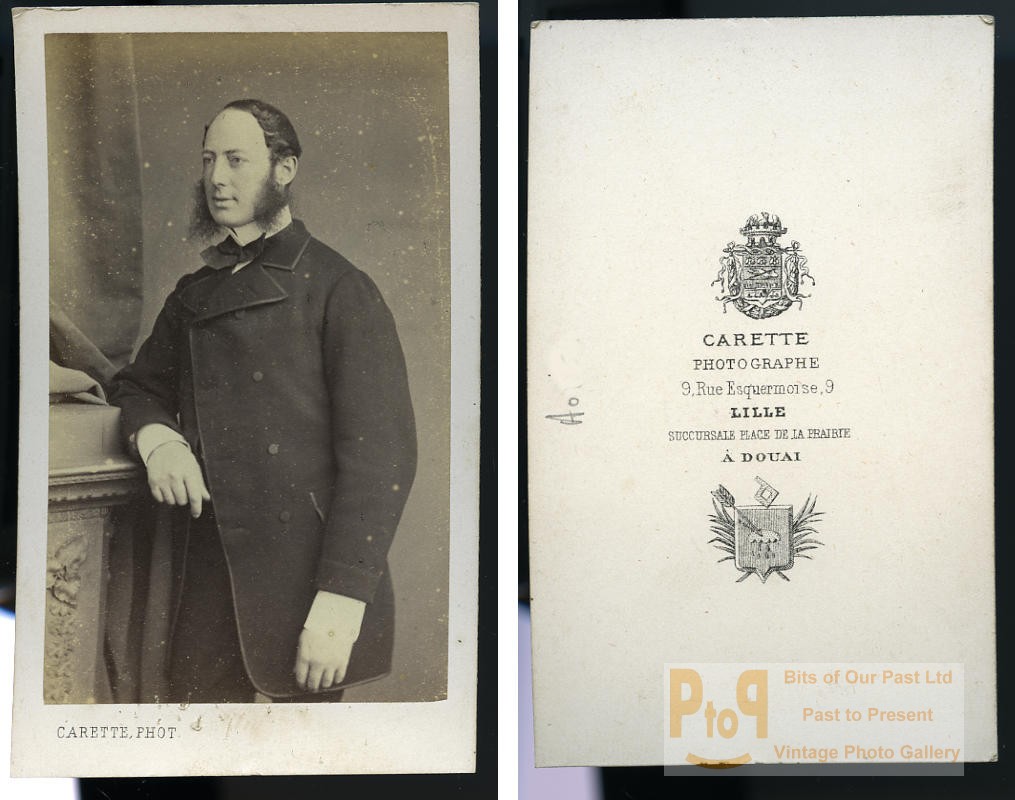 CARETTE, PHOT.
CARETTE
PHOTOGRAPHE
9, Rue Esquermoise, 9
LILLE
SUCCURSALE PLACE DE LA PRAIRIE
À DOUAI
PtoP
Bits of Our Past Ltd
Past to Present
Vintage Photo Gallery